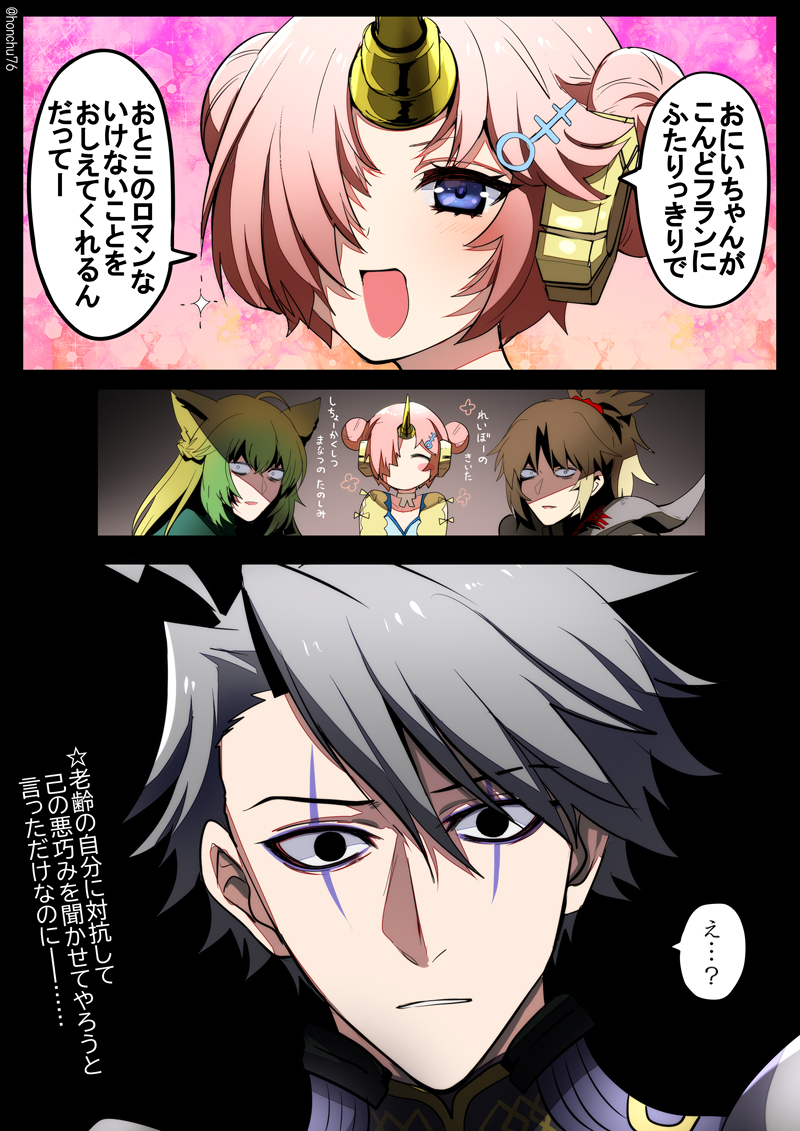 @honchu76
おにいちゃんが
こんどフランに
ふたりっきりで
おとこのロマンな
いけないことを
おしえてくれるん
だってー
れいぼーの
きいた
しちょーかくしつ
まなつの たのしみ
え…?
☆老齢の自分に対抗して
己の悪巧みを聞かせてやろうと
言っただけなのに――……